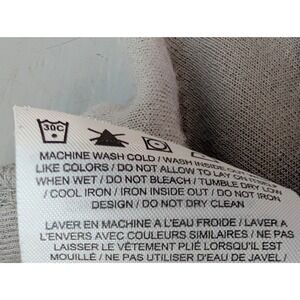 30C
MACHINE WASH COLD / WASH INSIDE
LIKE COLORS / DO NOT ALLOW TO LAY ON
WHEN WET / DO NOT BLEACH / TUMBLE DRY LOW
/ COOL IRON / IRON INSIDE OUT / DO NOT IRON
DESIGN / DO NOT DRY CLEAN
LAVER EN MACHINE A L'EAU FROIDE / LAVER A
L'ENVERS AVEC COULEURS SIMILAIRES / NE PAS
LAISSER LE VÊTEMENT PLIÉ LORSQU'IL EST
MOUILLÉ / NE PAS UTILISER D'EAU DE JAVEL /